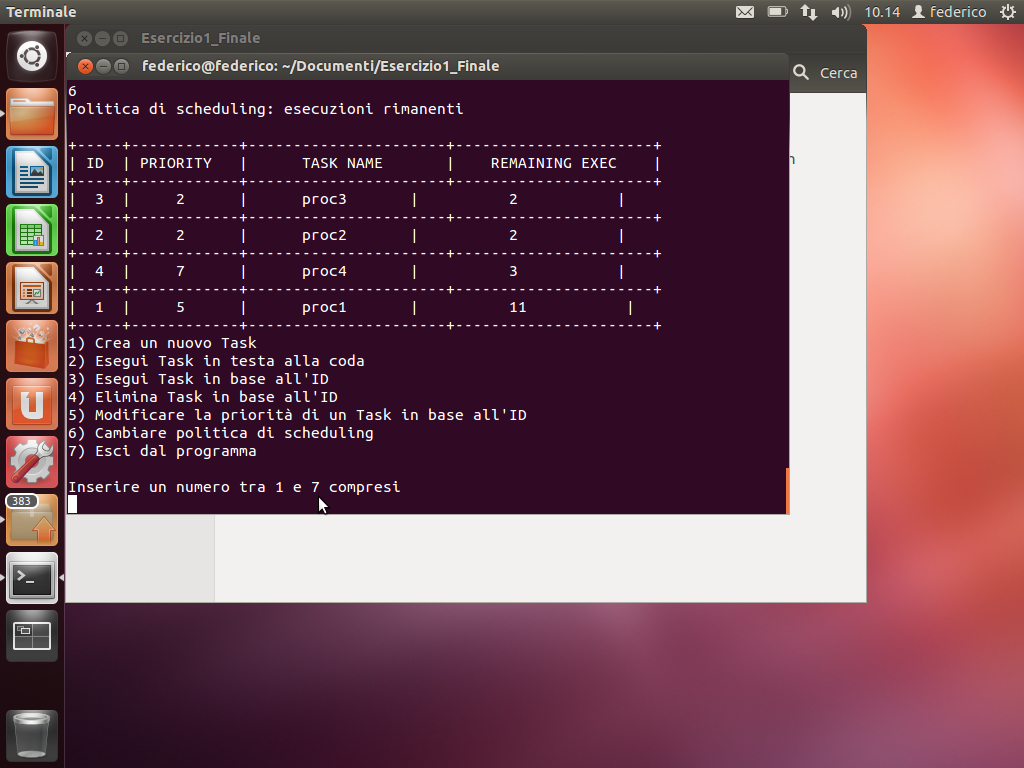 Terminale
10.14 federico
Esercizio1_Finale
federico@federico: ~/Documenti/Esercizio1_Finale
Cerca
6
Politica di scheduling: esecuzioni rimanenti
+-----+------------+----------------------+----------------------+
| ID  | PRIORITY   |      TASK NAME       |    REMAINING EXEC    |
+-----+------------+----------------------+----------------------+
|  3  |     2      |      proc3       |          2           |
+-----+------------+----------------------+----------------------+
|  2  |     2      |      proc2       |          2           |
+-----+------------+----------------------+----------------------+
|  4  |     7      |      proc4       |          3           |
+-----+------------+----------------------+----------------------+
|  1  |     5      |      proc1       |          11           |
+-----+------------+----------------------+----------------------+
1) Crea un nuovo Task
2) Esegui Task in testa alla coda
3) Esegui Task in base all'ID
4) Elimina Task in base all'ID
5) Modificare la priorità di un Task in base all'ID
6) Cambiare politica di scheduling
7) Esci dal programma
Inserire un numero tra 1 e 7 compresi
383